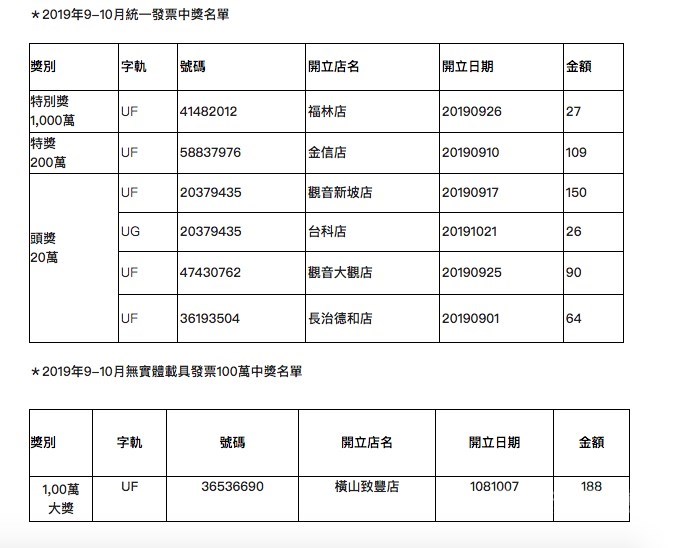 ＊2019年9–10月統一發票中獎名單
獎別 字軌 號碼 開立店名 開立日期 金額
特別獎
1,000萬 UF 41482012 福林店 20190926 27
特獎
200萬 UF 58837976 金信店 20190910 109
頭獎
20萬 UF 20379435 觀音新坡店 20190917 150
UG 20379435 台科店 20191021 26
UF 47430762 觀音大觀店 20190925 90
UF 36193504 長治德和店 20190901 64
＊2019年9–10月無實體載具發票100萬中獎名單
獎別 字軌 號碼 開立店名 開立日期 金額
1,00萬
大獎 UF 36536690 橫山致豐店 1081007 188